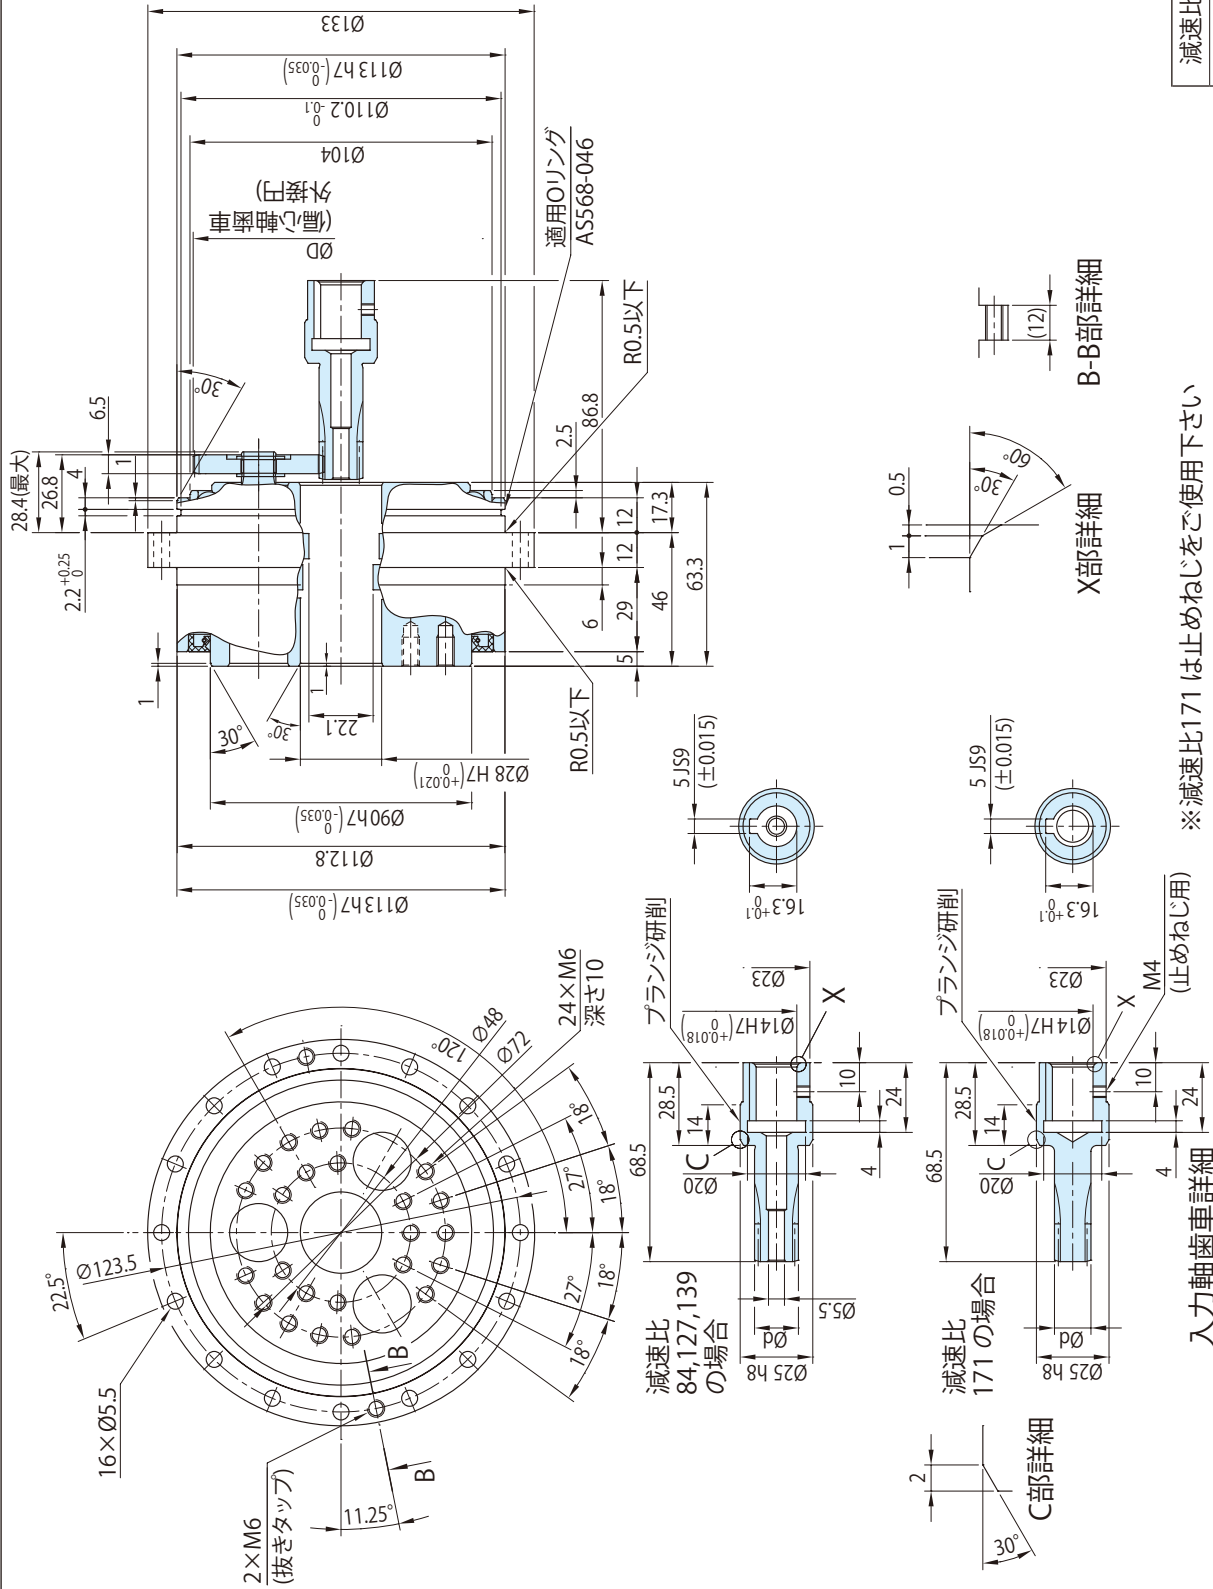 Ø133
Ø113 h7 ( 0 -0.035)
Ø110.2 0 -0.1
Ø104
(偏心軸歯車
外接円)
ØD
適用Oリング
AS568-046
28.4(最大)
26.8
6.5
4
1
2.2 +0.25 0
30°
R0.5以下
86.8
2.5
12
17.3
12
6
29
46
63.3
5
1
30°
30°
1
22.1
R0.5以下
Ø28 H7 (+0.021 0)
Ø90h7 ( 0 -0.035)
Ø112.8
Ø113h7 ( 0 -0.035)
24×M6
深さ10
Ø48
Ø72
120°
18°
27°
18°
18°
27°
18°
Ø123.5
22.5°
16×Ø5.5
2×M6
(抜きタップ)
11.25°
B
B
減速比
84,127,139
の場合
プランジ研削
68.5
28.5
14
C
Ø20
Ø25 h8
Ød
Ø5.5
4
24
10
X
Ø14H7 (+0.018 0)
Ø23
16.3 +0.1 0
5 JS9
(±0.015)
減速比
171 の場合
プランジ研削
68.5
28.5
14
C
Ø20
Ø25 h8
Ød
4
24
10
X
M4
(止めねじ用)
Ø14H7 (+0.018 0)
Ø23
16.3 +0.1 0
5 JS9
(±0.015)
入力軸歯車詳細
2
30°
C部詳細
1
0.5
30°
60°
X部詳細
(12)
B-B部詳細
※減速比171 は止めねじをご使用下さい
減速比